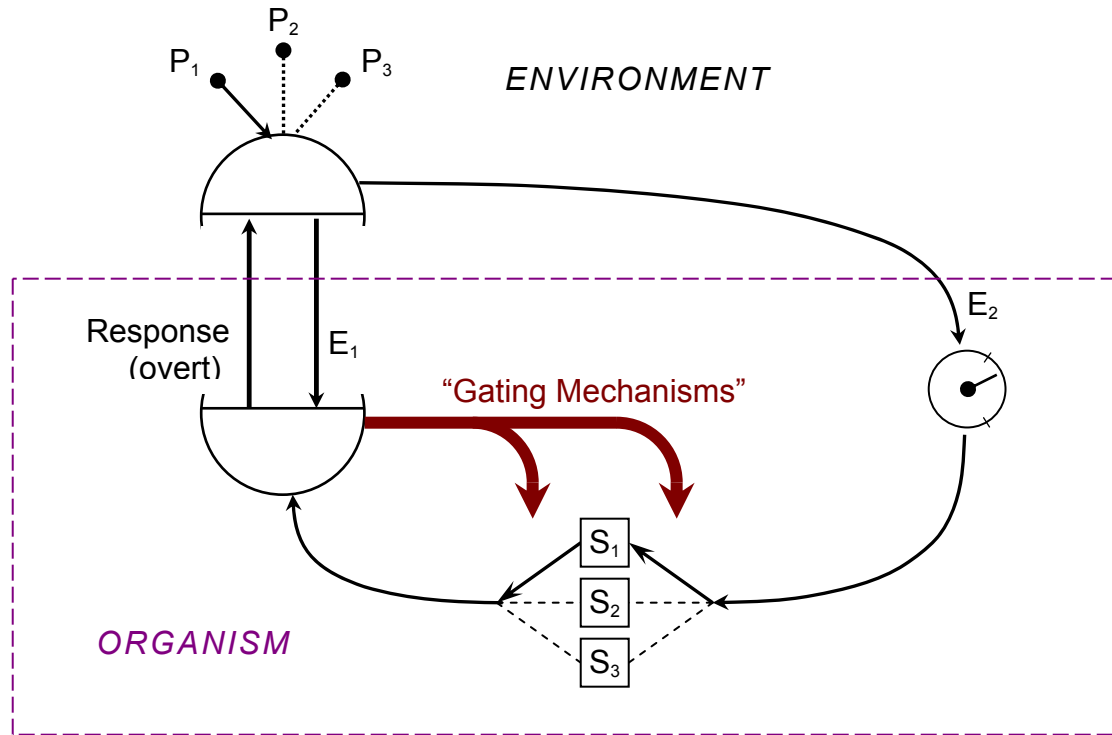 P₂
P₁
P₃
ENVIRONMENT
E₂
Response
(overt)
E₁
“Gating Mechanisms”
S₁
S₂
S₃
ORGANISM